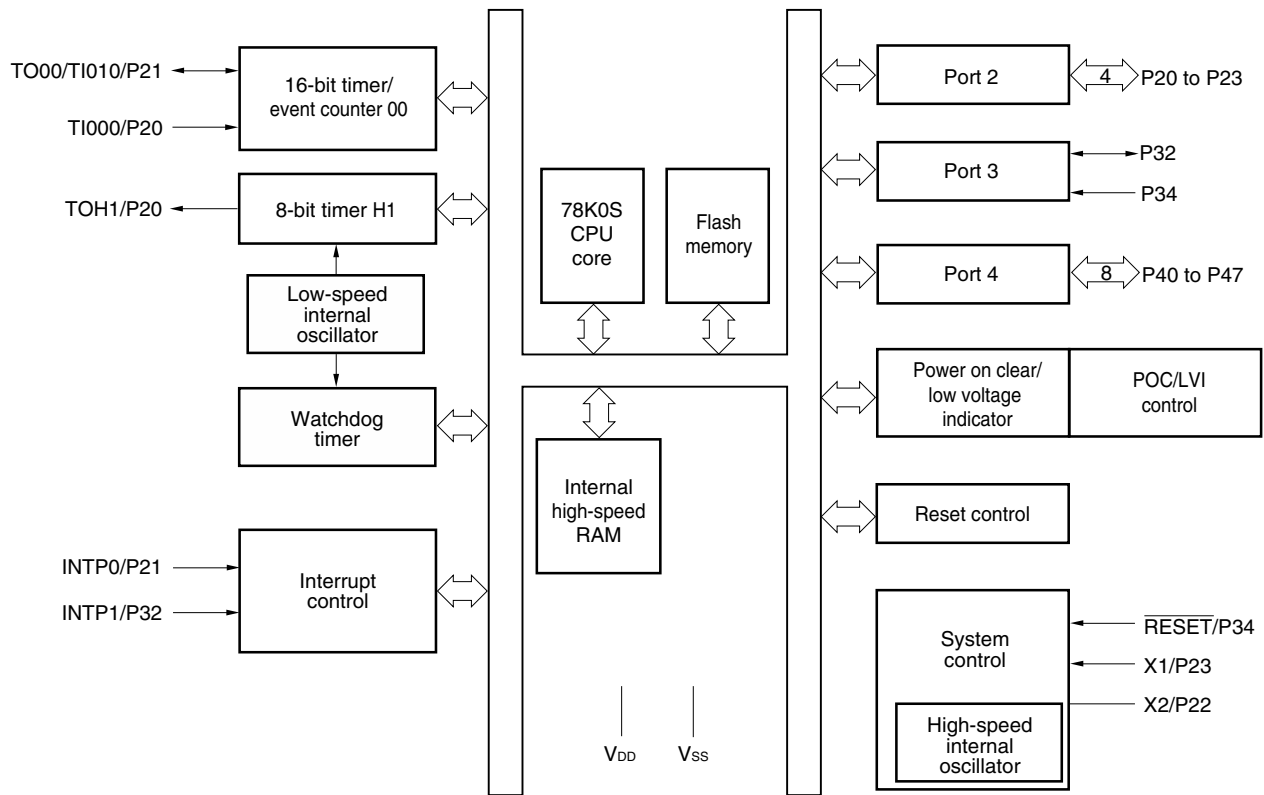 TO00/TI010/P21
TI000/P20
16-bit timer/
event counter 00
TOH1/P20
8-bit timer H1
Low-speed
internal
oscillator
Watchdog
timer
INTP0/P21
INTP1/P32
Interrupt
control
78K0S
CPU
core
Flash
memory
Internal
high-speed
RAM
VDD
VSS
Port 2
4
P20 to P23
Port 3
P32
P34
Port 4
8
P40 to P47
Power on clear/
low voltage
indicator
POC/LVI
control
Reset control
System
control
RESET/P34
X1/P23
X2/P22
High-speed
internal
oscillator